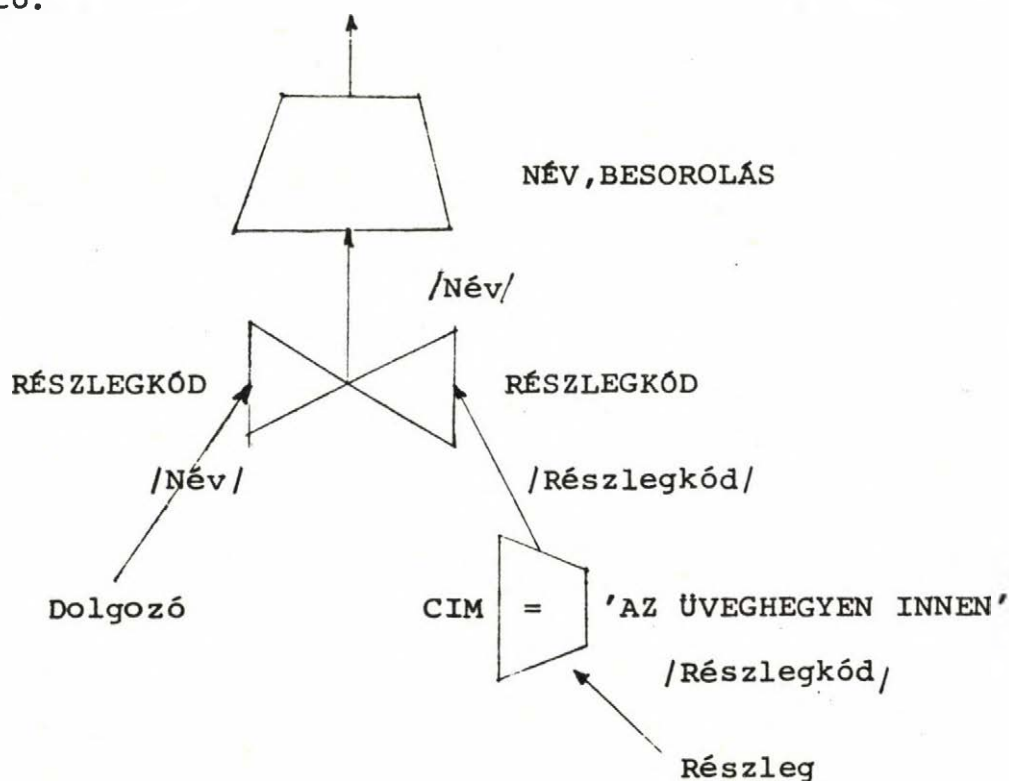 NÉV,BESOROLÁS
/Név/
RÉSZLEGKÓD RÉSZLEGKÓD
/Név/ /Részlegkód/
Dolgozó CIM = 'AZ ÜVEGHEGYEN INNEN'
/Részlegkód/
Részleg